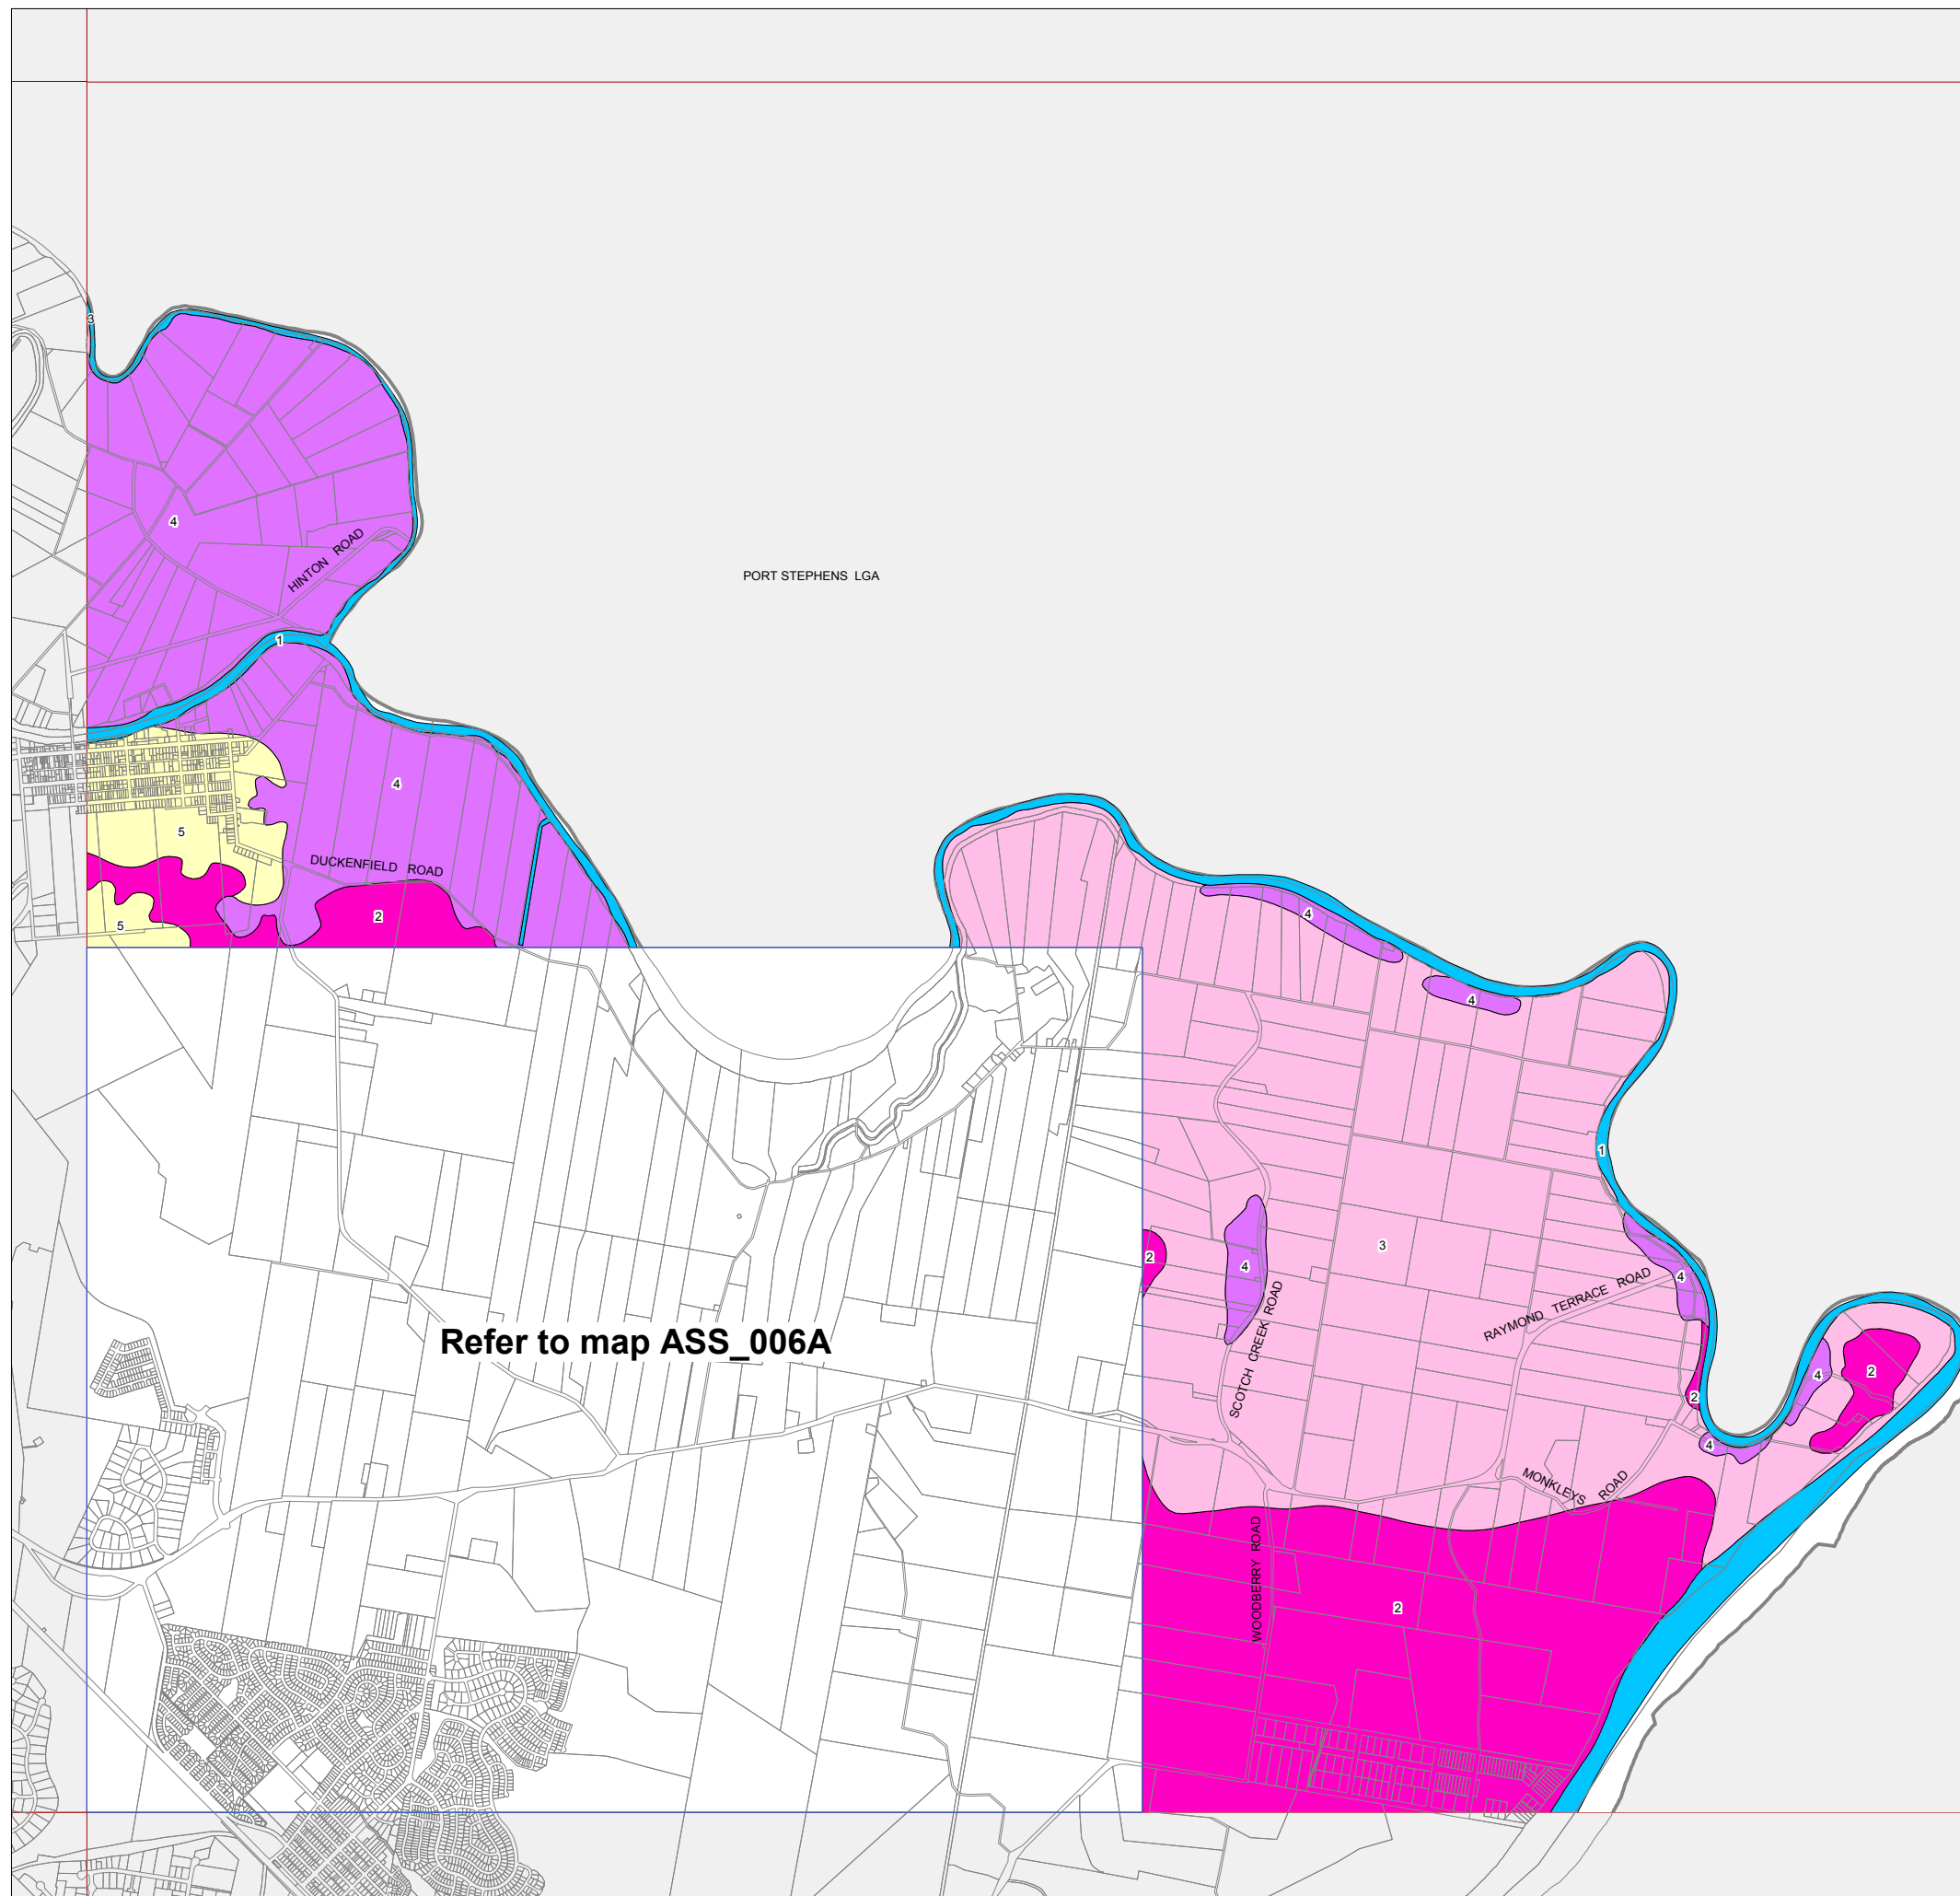 3
4
HINTON ROAD
PORT STEPHENS LGA
1
4
5
DUCKENFIELD ROAD
2
5
4
4
1
3
2
4
4
RAYMOND TERRACE ROAD
Refer to map ASS_006A
SCOTCH CREEK ROAD
4
2
2
4
MONKLEYS ROAD
WOODBERRY ROAD
2